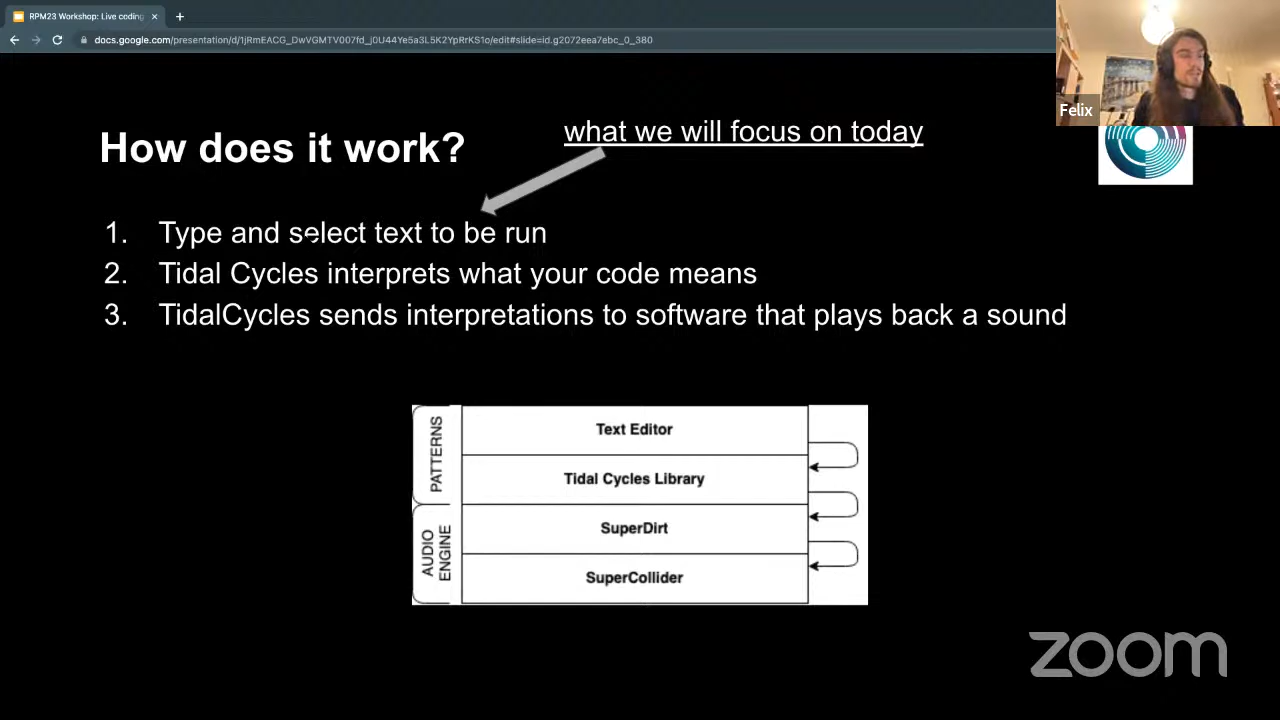 RPM23 Workshop: Live coding
docs.google.com/presentation/d/1jRmEACG_DwVGMTV007fd_j0U44Ye5a3L5K2YpRrKS1o/edit#slide=id.g2072eea7ebc_0_380
Felix
what we will focus on today
How does it work?
1. Type and select text to be run
2. Tidal Cycles interprets what your code means
3. TidalCycles sends interpretations to software that plays back a sound
PATTERNS
Text Editor
Tidal Cycles Library
AUDIO
ENGINE
SuperDirt
SuperCollider
zoom